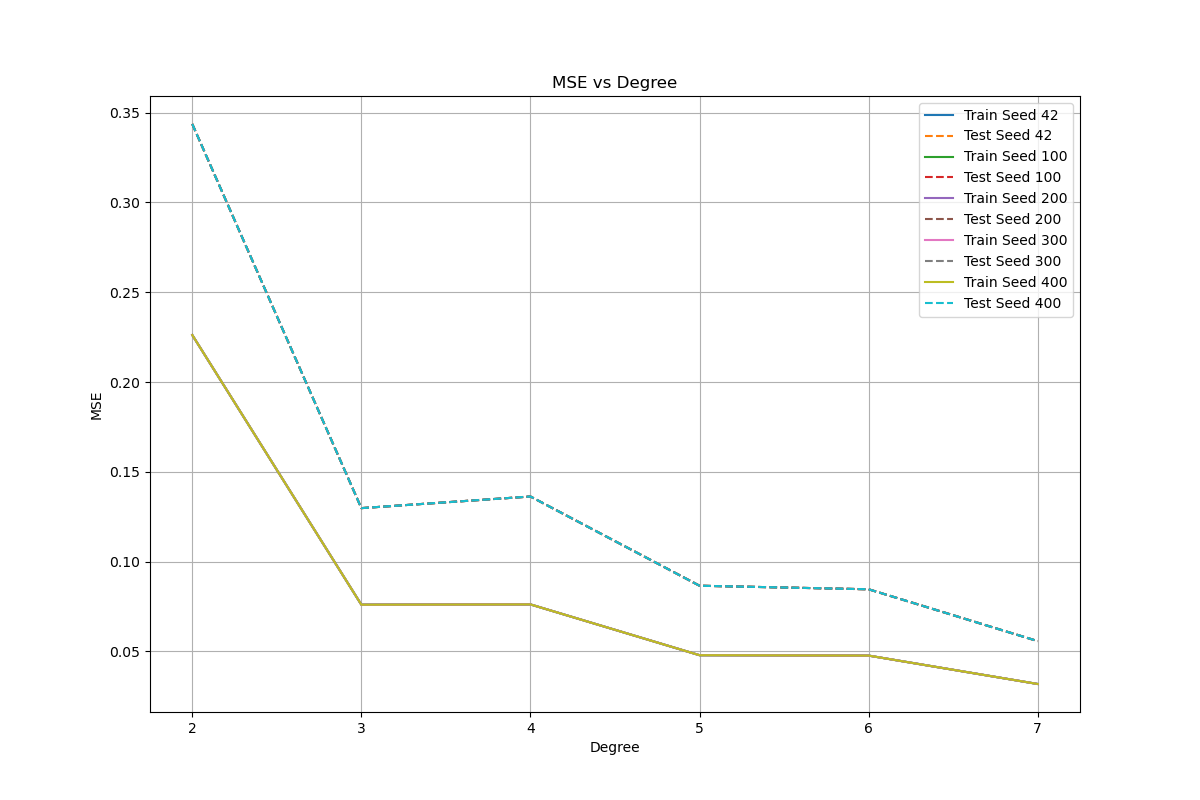 MSE vs Degree
Train Seed 42
Test Seed 42
Train Seed 100
Test Seed 100
Train Seed 200
Test Seed 200
Train Seed 300
Test Seed 300
Train Seed 400
Test Seed 400
0.35
0.30
0.25
0.20
0.15
0.10
0.05
MSE
2 3 4 5 6 7
Degree